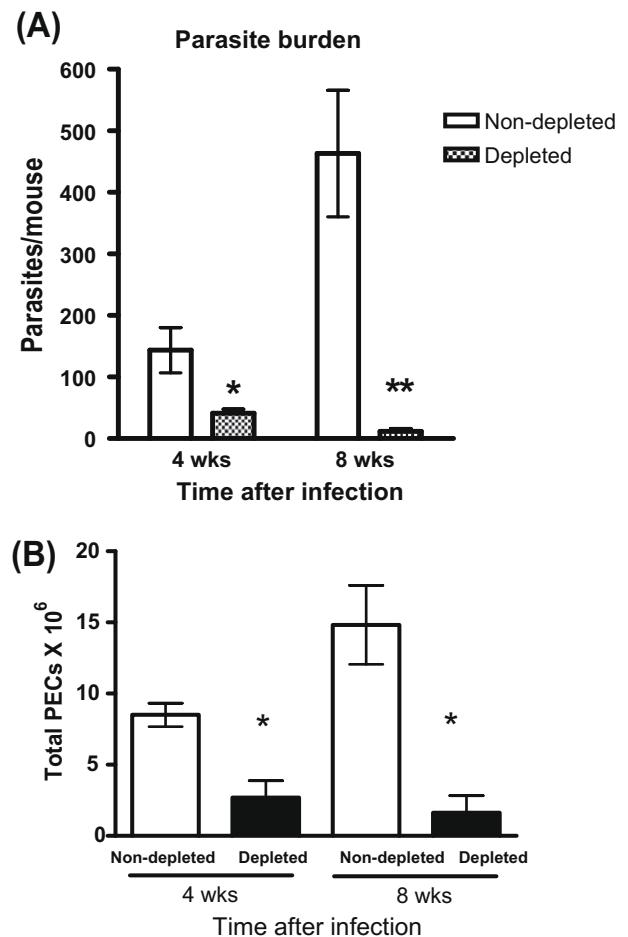 (A)
Parasite burden
600
500
400
300
200
100
0
Parasites/mouse
Non-depleted
Depleted
*
**
4 wks 8 wks
Time after infection
(B)
20
15
10
5
0
Total PECs X 10⁶
*
*
Non-depleted Depleted Non-depleted Depleted
4 wks 8 wks
Time after infection